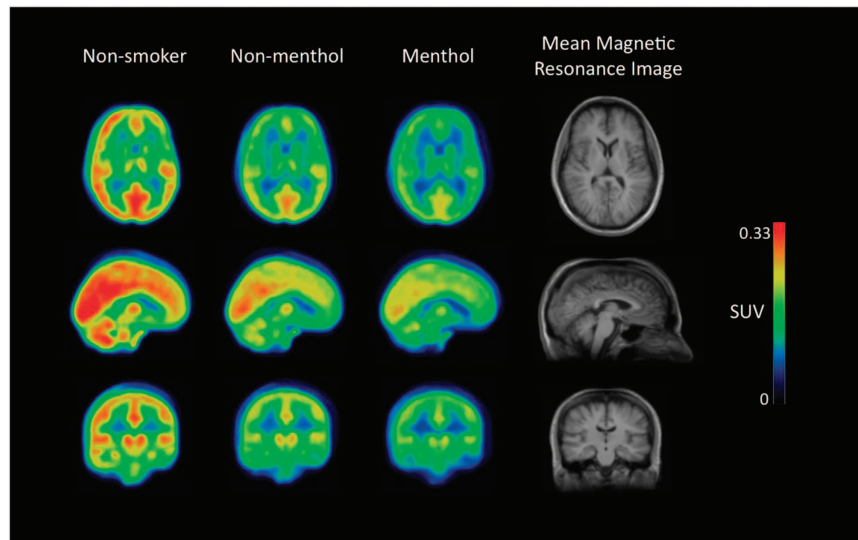 Non-smoker
Non-menthol
Menthol
Mean Magnetic
Resonance Image
0.33
SUV
0